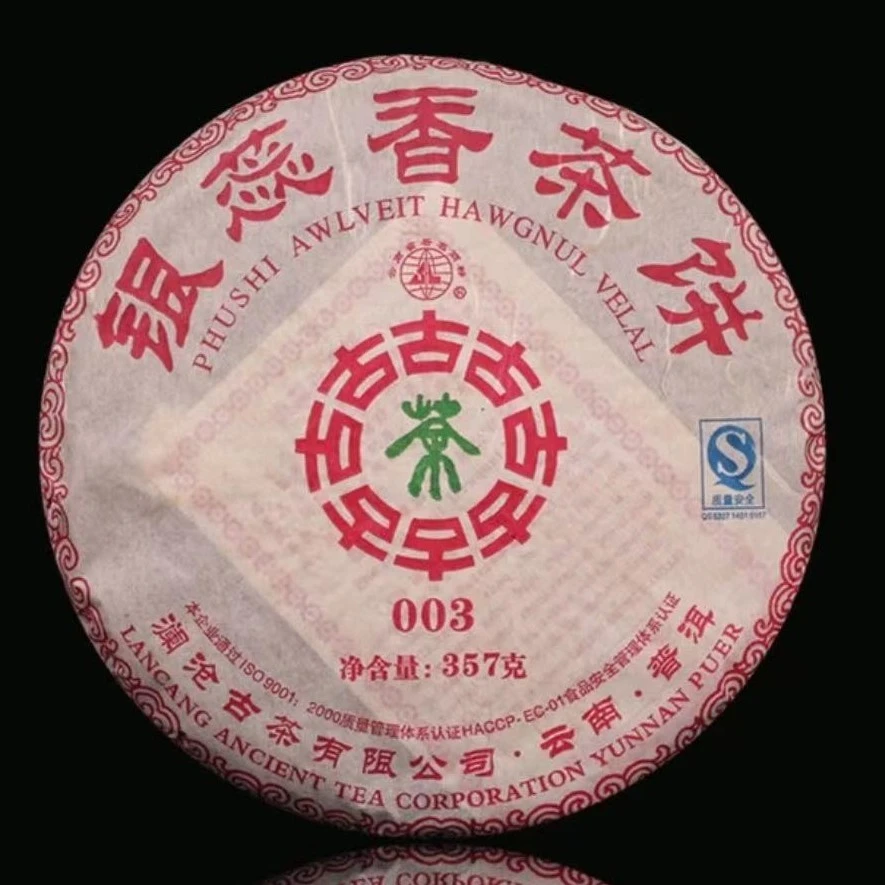 银蕊香茶饼
PHUSHI AWLVEIT HAWGNUL VELAL
®
古古古古古古古古
茶
S
质量安全
003
净含量：357克
本企业通过ISO9001：2000质量管理体系认证HACCP·EC-01食品安全管理体系认证
澜沧古茶有限公司·云南·普洱
LANCANG ANCIENT TEA CORPORATION YUNNAN PUER